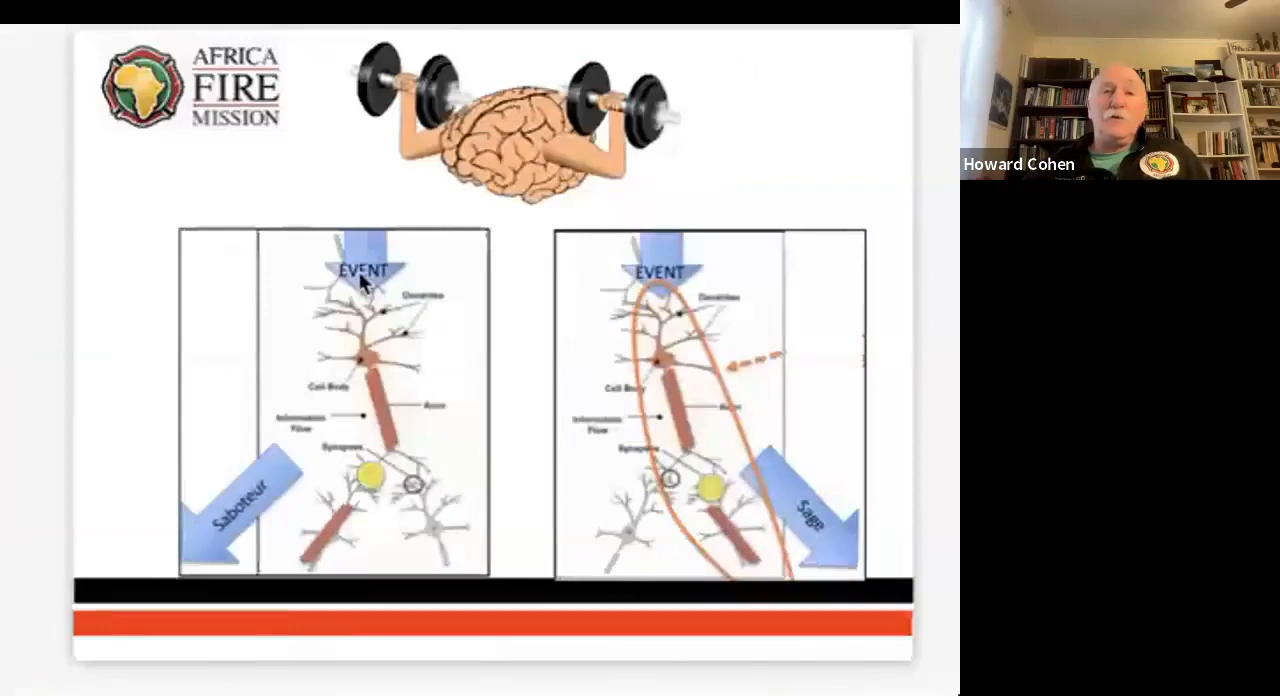 AFRICA
FIRE
MISSION
Howard Cohen
EVENT
Dendrites
Cell Body
Axon
Information
Flow
Synapses
Saboteur
EVENT
Dendrites
Cell Body
Axon
Information
Flow
Synapses
Sage